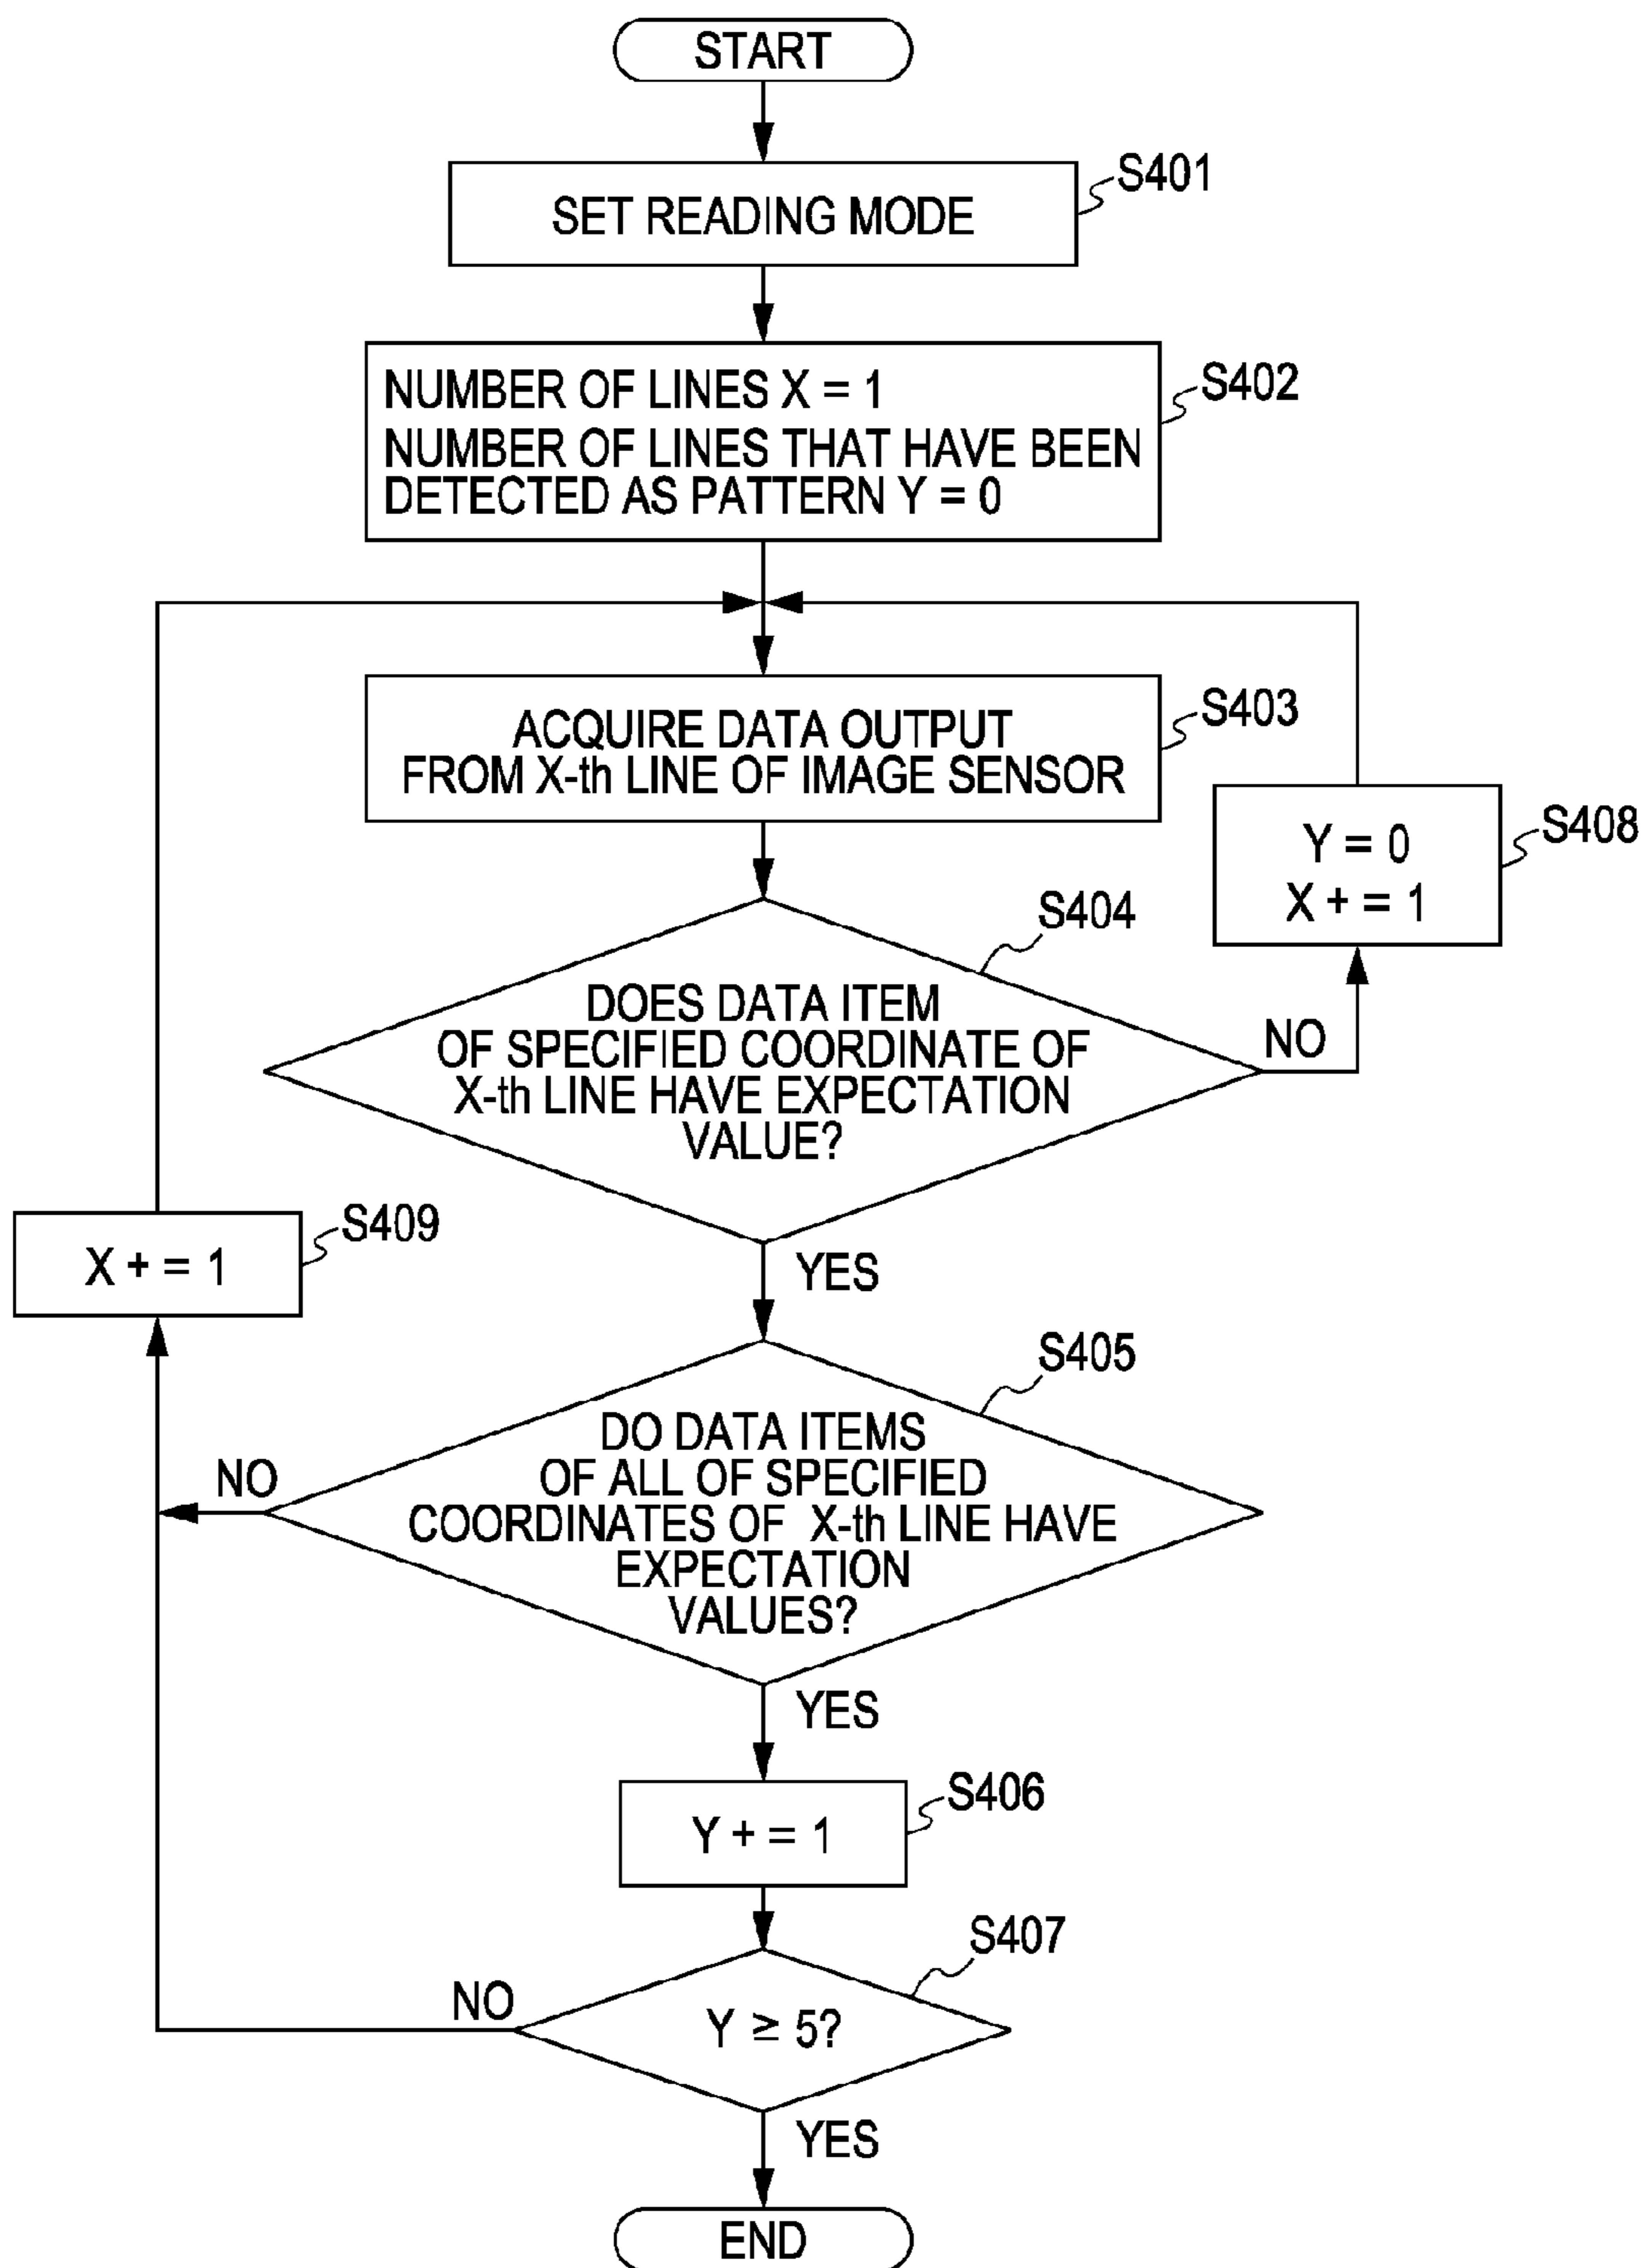 START
S401
SET READING MODE
S402
NUMBER OF LINES X = 1
NUMBER OF LINES THAT HAVE BEEN
DETECTED AS PATTERN Y = 0
S403
ACQUIRE DATA OUTPUT
FROM X-th LINE OF IMAGE SENSOR
S408
Y = 0
X + = 1
S404
DOES DATA ITEM
OF SPECIFIED COORDINATE OF
X-th LINE HAVE EXPECTATION
VALUE?
NO
YES
S409
X + = 1
S405
DO DATA ITEMS
OF ALL OF SPECIFIED
COORDINATES OF X-th LINE HAVE
EXPECTATION
VALUES?
NO
YES
S406
Y + = 1
S407
Y ≥ 5?
NO
YES
END